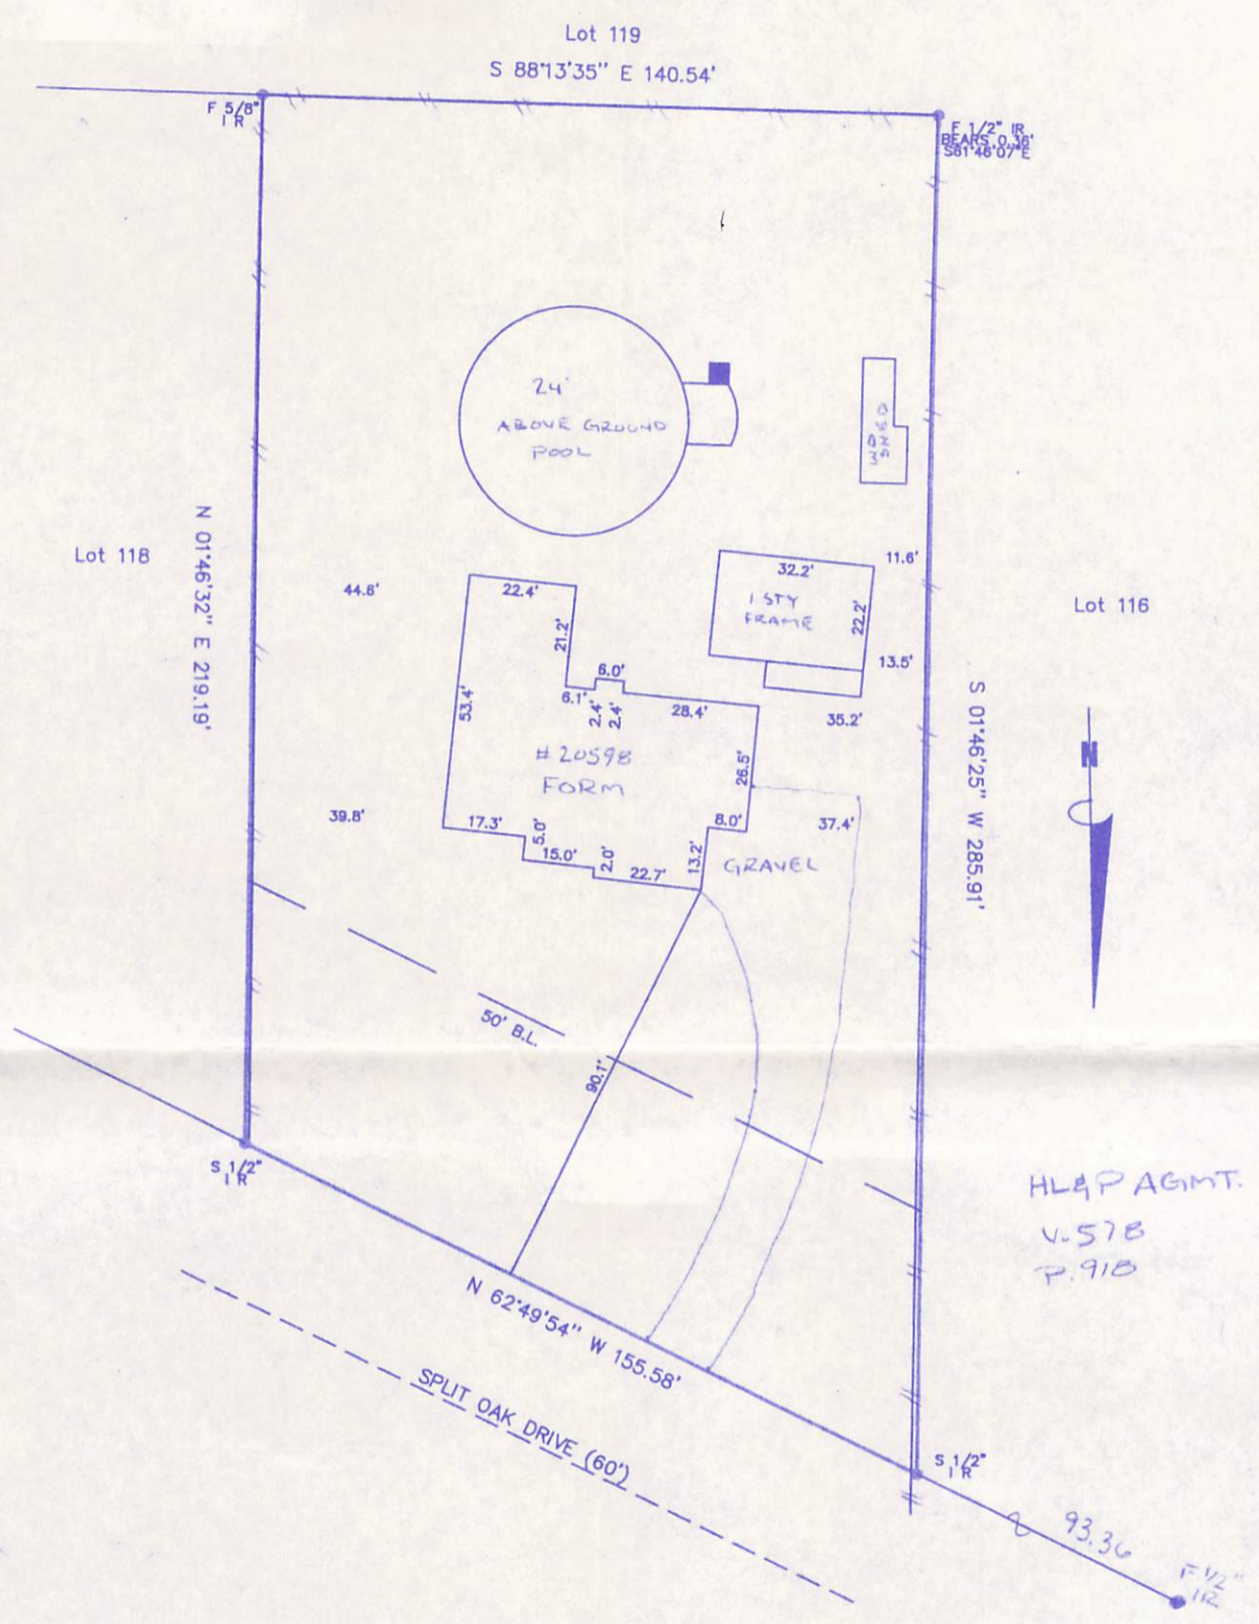 Lot 119
S 88°13'35" E 140.54'
F 5/8"
I R
F 1/2" IR
BEARS 0.36'
S61°46'07"E
24'
ABOVE GROUND
POOL
WD
SHED
Lot 118
N 01°46'32" E 219.19'
44.6'
22.4'
21.2'
32.2'
1 STY
FRAME
22.2'
11.6'
13.5'
Lot 116
53.4'
6.0'
6.1'
2.4'
2.4'
28.4'
35.2'
S 01°46'25" W 285.91'
N
#20598
FORM
26.5'
39.8'
17.3'
5.0'
15.0'
2.0'
22.7'
13.2'
8.0'
37.4'
GRAVEL
50' B.L.
90.1'
S 1/2"
I R
HL&P AGMT.
V-578
P.918
N 62°49'54" W 155.58'
SPLIT OAK DRIVE (60')
S 1/2"
I R
93.36
F 1/2"
IR